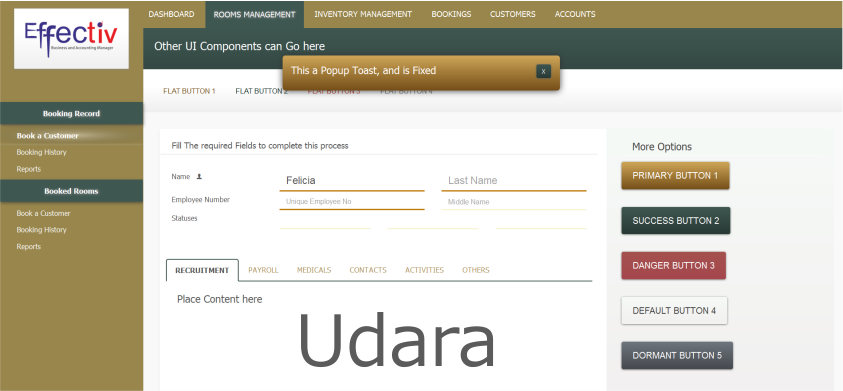 Effectiv
Business and Accounting Manager
DASHBOARD ROOMS MANAGEMENT INVENTORY MANAGEMENT BOOKINGS CUSTOMERS ACCOUNTS
Other UI Components can Go here
This a Popup Toast, and is Fixed x
FLAT BUTTON 1 FLAT BUTTON 2 FLAT BUTTON 3 FLAT BUTTON 4
Booking Record
Book a Customer
Booking History
Reports
Booked Rooms
Book a Customer
Booking History
Reports
Fill The required Fields to complete this process
Name Felicia Last Name
Employee Number Unique Employee No Middle Name
Statuses
RECRUITMENT PAYROLL MEDICALS CONTACTS ACTIVITIES OTHERS
Place Content here
Udara
More Options
PRIMARY BUTTON 1
SUCCESS BUTTON 2
DANGER BUTTON 3
DEFAULT BUTTON 4
DORMANT BUTTON 5